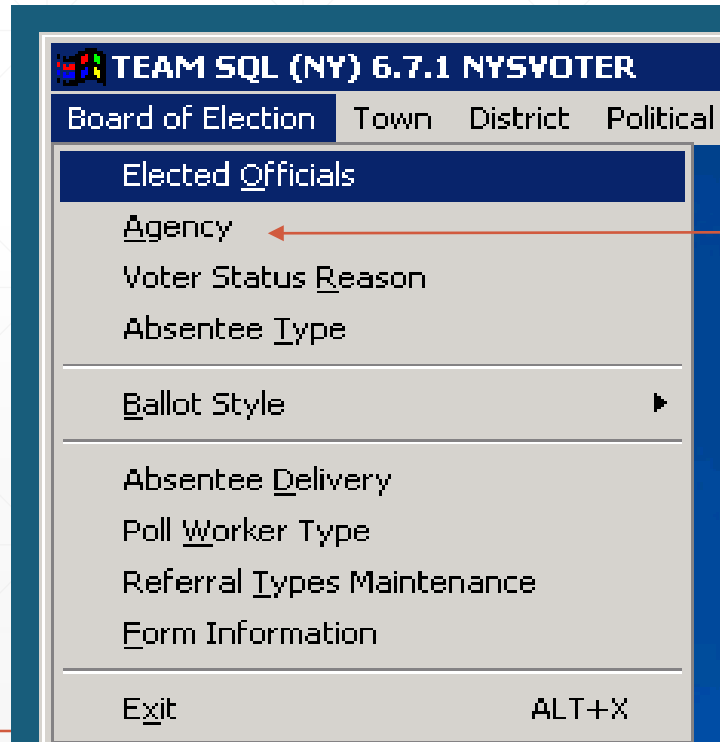 TEAM SQL (NY) 6.7.1 NYSVOTER
Board of Election Town District Political
Elected Officials
Agency
Voter Status Reason
Absentee Type
Ballot Style
Absentee Delivery
Poll Worker Type
Referral Types Maintenance
Form Information
Exit ALT+X